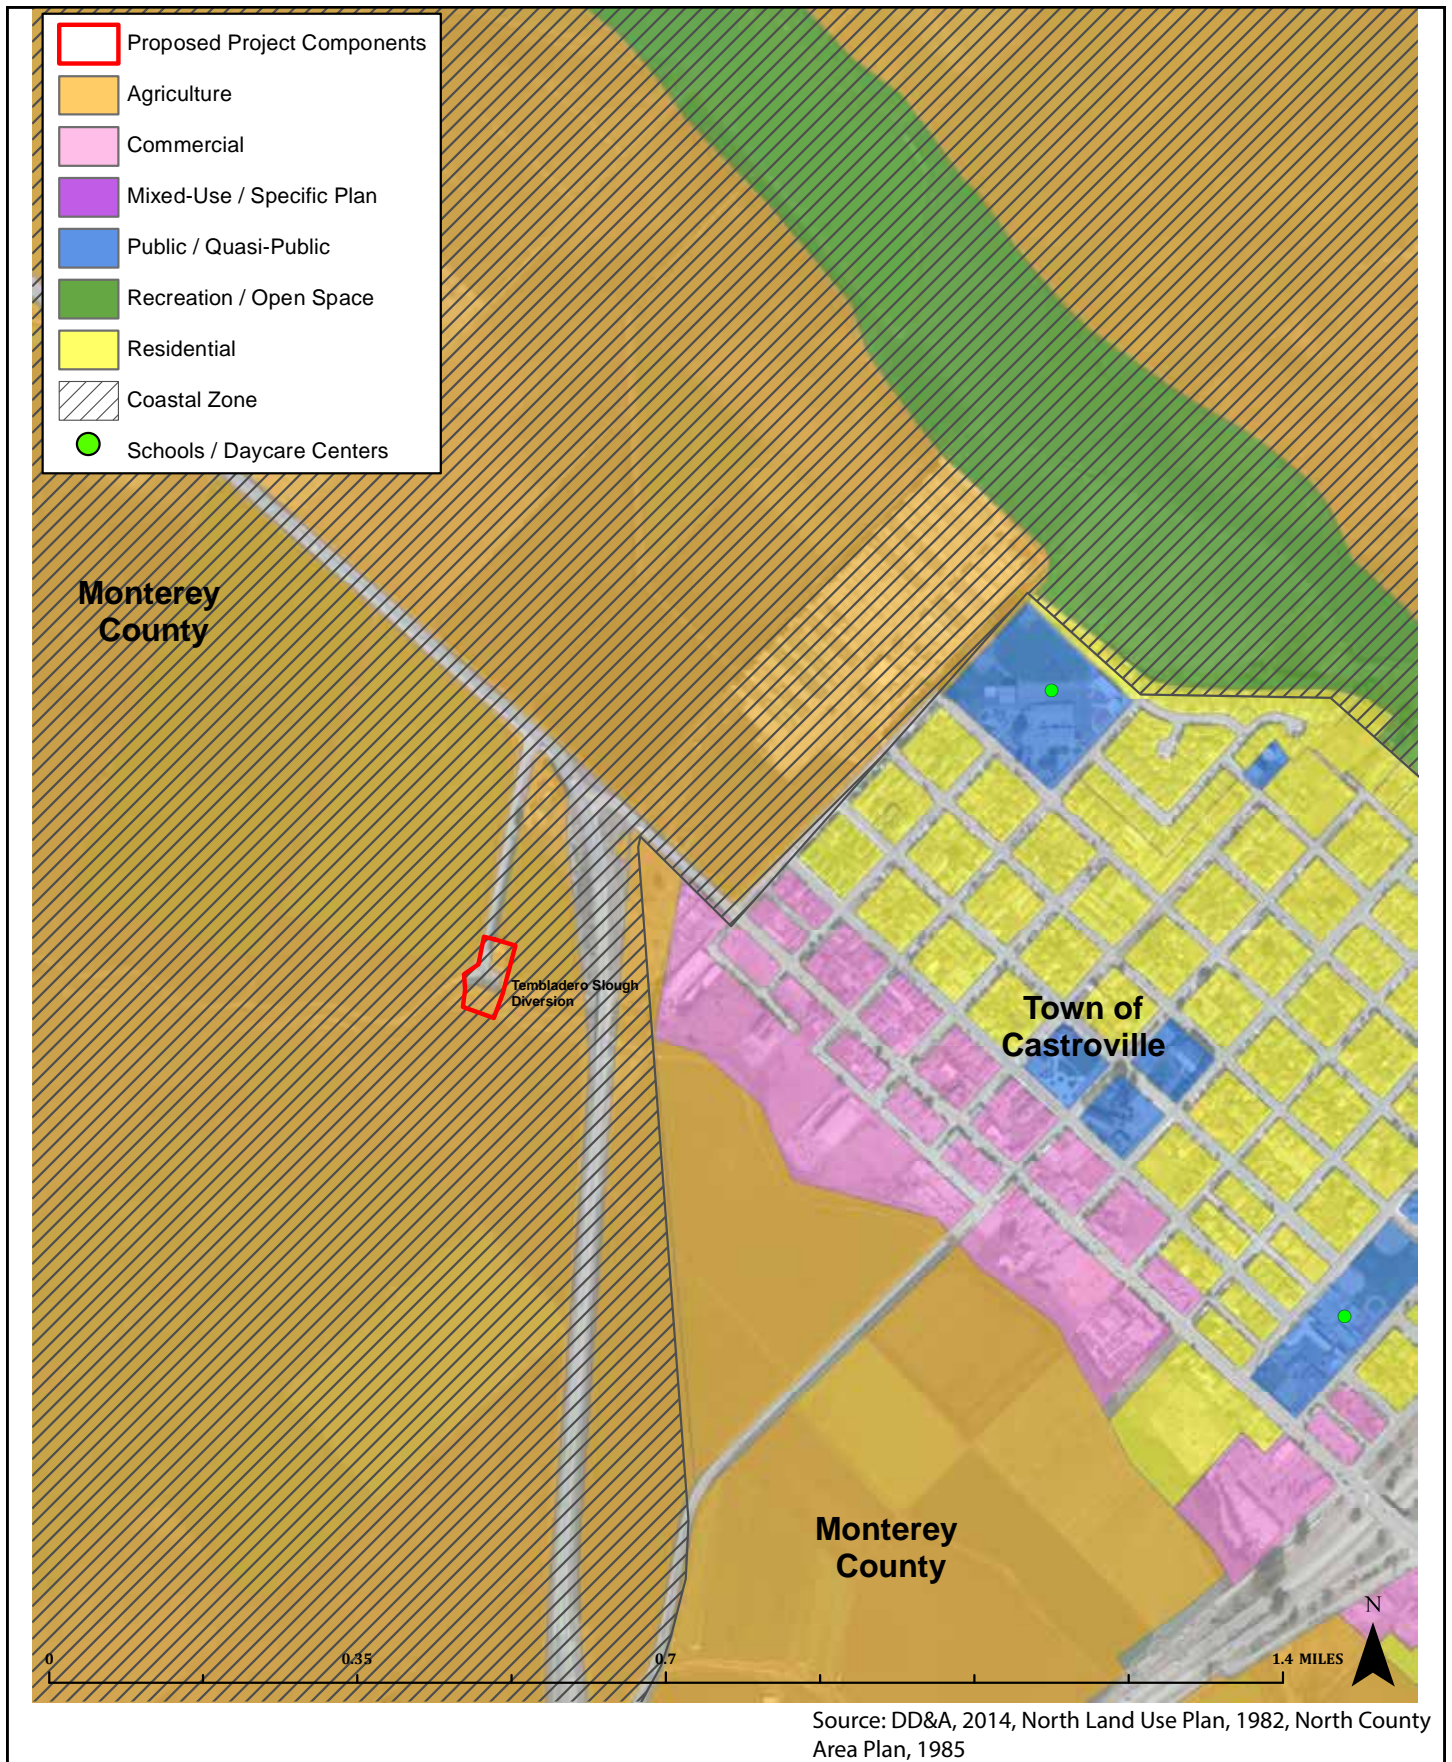 Proposed Project Components
Agriculture
Commercial
Mixed-Use / Specific Plan
Public / Quasi-Public
Recreation / Open Space
Residential
Coastal Zone
Schools / Daycare Centers
Monterey
County
Tembladero Slough
Diversion
Town of
Castroville
Monterey
County
N
0
0.35
0.7
1.4 MILES
Source: DD&A, 2014, North Land Use Plan, 1982, North County
Area Plan, 1985